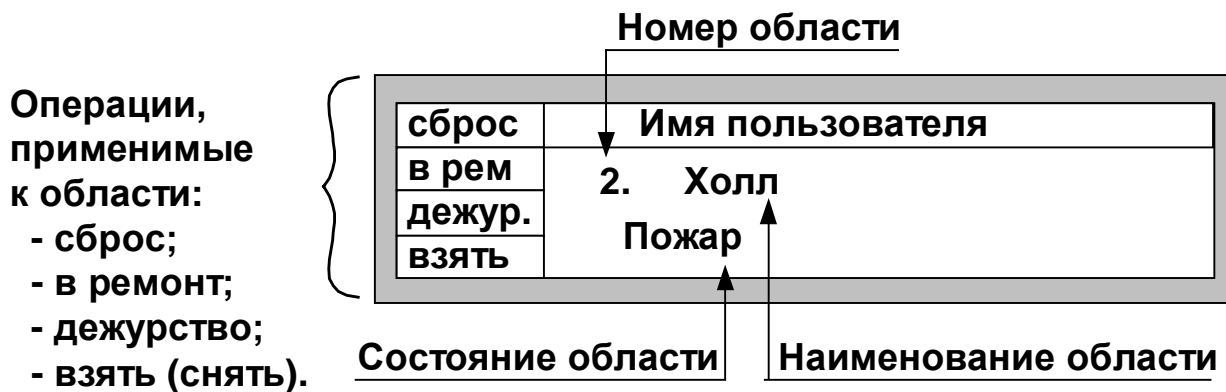 Номер области
Операции,
применимые
к области:
- сброс;
- в ремонт;
- дежурство;
- взять (снять).
сброс
в рем
дежур.
взять
Имя пользователя
2. Холл
Пожар
Состояние области
Наименование области